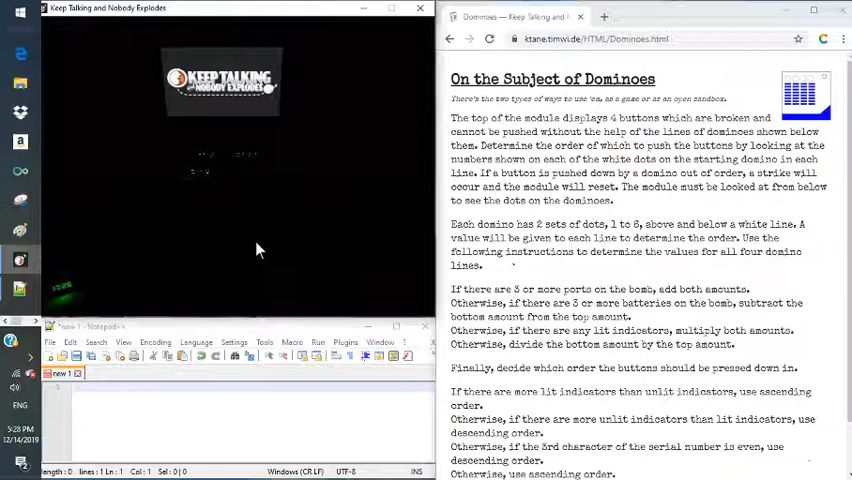 Keep Talking and Nobody Explodes
KEEP TALKING
AND NOBODY EXPLODES
*new 1 - Notepad++
File Edit Search View Encoding Language Settings Tools Macro Run Plugins Window
new 1
1
length : 0 lines : 1 Ln : 1 Col : 1 Sel : 0 | 0 Windows (CR LF) UTF-8 INS
ENG
5:28 PM
12/14/2019
Dominoes — Keep Talking and
ktane.timwi.de/HTML/Dominoes.html
On the Subject of Dominoes
There's the two types of ways to use 'em, as a game or as an open sandbox.
The top of the module displays 4 buttons which are broken and
cannot be pushed without the help of the lines of dominoes shown below
them. Determine the order of which to push the buttons by looking at the
numbers shown on each of the white dots on the starting domino in each
line. If a button is pushed down by a domino out of order, a strike will
occur and the module will reset. The module must be looked at from below
to see the dots on the dominoes.
Each domino has 2 sets of dots, 1 to 6, above and below a white line. A
value will be given to each line to determine the order. Use the
following instructions to determine the values for all four domino
lines.
If there are 3 or more ports on the bomb, add both amounts.
Otherwise, if there are 3 or more batteries on the bomb, subtract the
bottom amount from the top amount.
Otherwise, if there are any lit indicators, multiply both amounts.
Otherwise, divide the bottom amount by the top amount.
Finally, decide which order the buttons should be pressed down in.
If there are more lit indicators than unlit indicators, use ascending
order.
Otherwise, if there are more unlit indicators than lit indicators, use
descending order.
Otherwise, if the 3rd character of the serial number is even, use
descending order.
Otherwise, use ascending order.